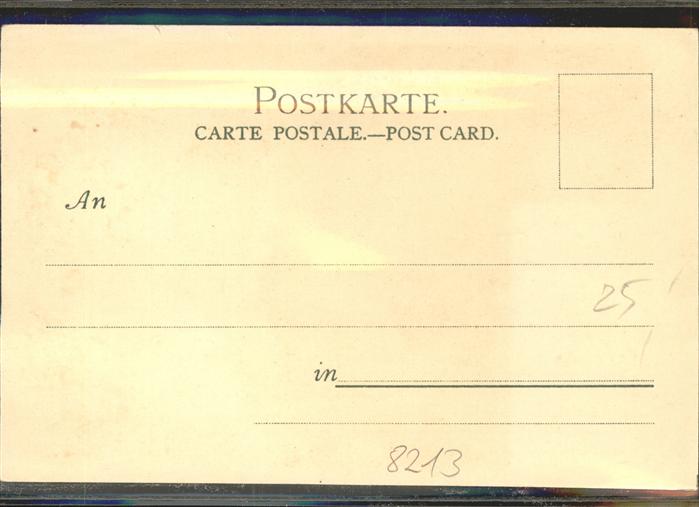 POSTKARTE.
CARTE POSTALE.—POST CARD.
An
25
in
8213